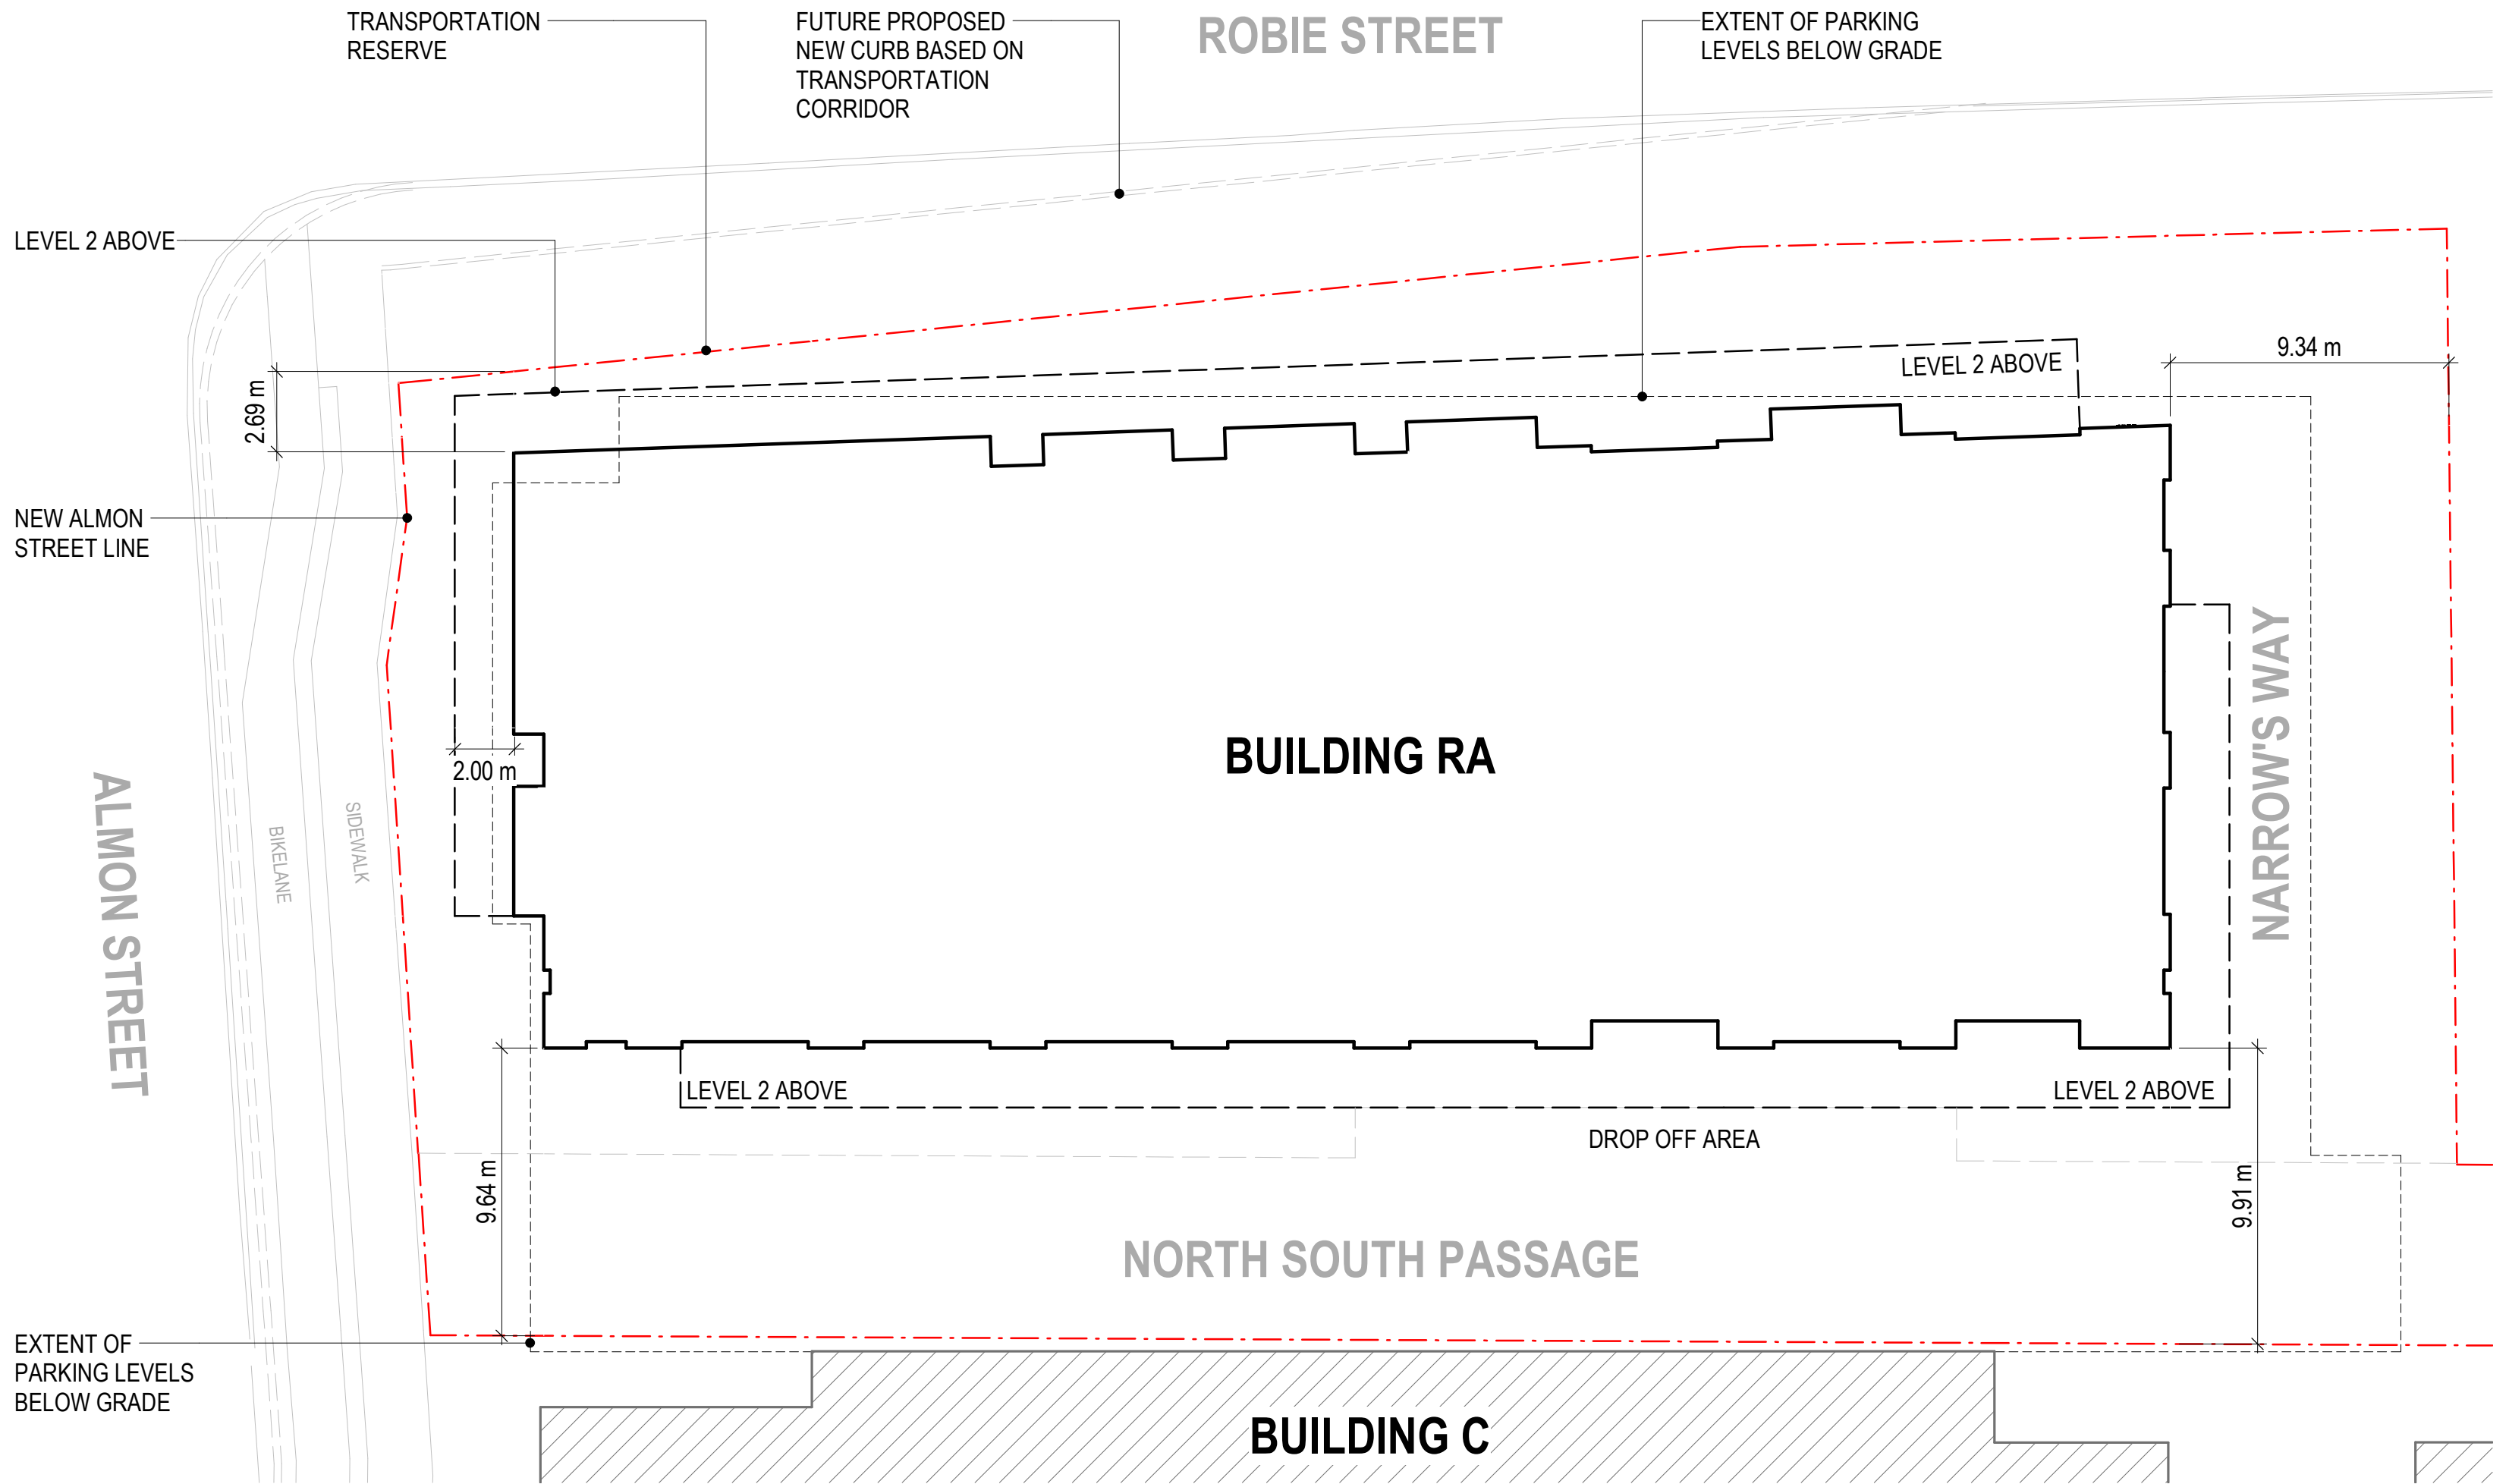 TRANSPORTATION
RESERVE
FUTURE PROPOSED
NEW CURB BASED ON
TRANSPORTATION
CORRIDOR
ROBIE STREET
EXTENT OF PARKING
LEVELS BELOW GRADE
LEVEL 2 ABOVE
LEVEL 2 ABOVE
9.34 m
2.69 m
NEW ALMON
STREET LINE
2.00 m
BUILDING RA
NARROW'S WAY
ALMON STREET
BIKELANE
SIDEWALK
LEVEL 2 ABOVE
LEVEL 2 ABOVE
DROP OFF AREA
9.64 m
9.91 m
NORTH SOUTH PASSAGE
EXTENT OF
PARKING LEVELS
BELOW GRADE
BUILDING C